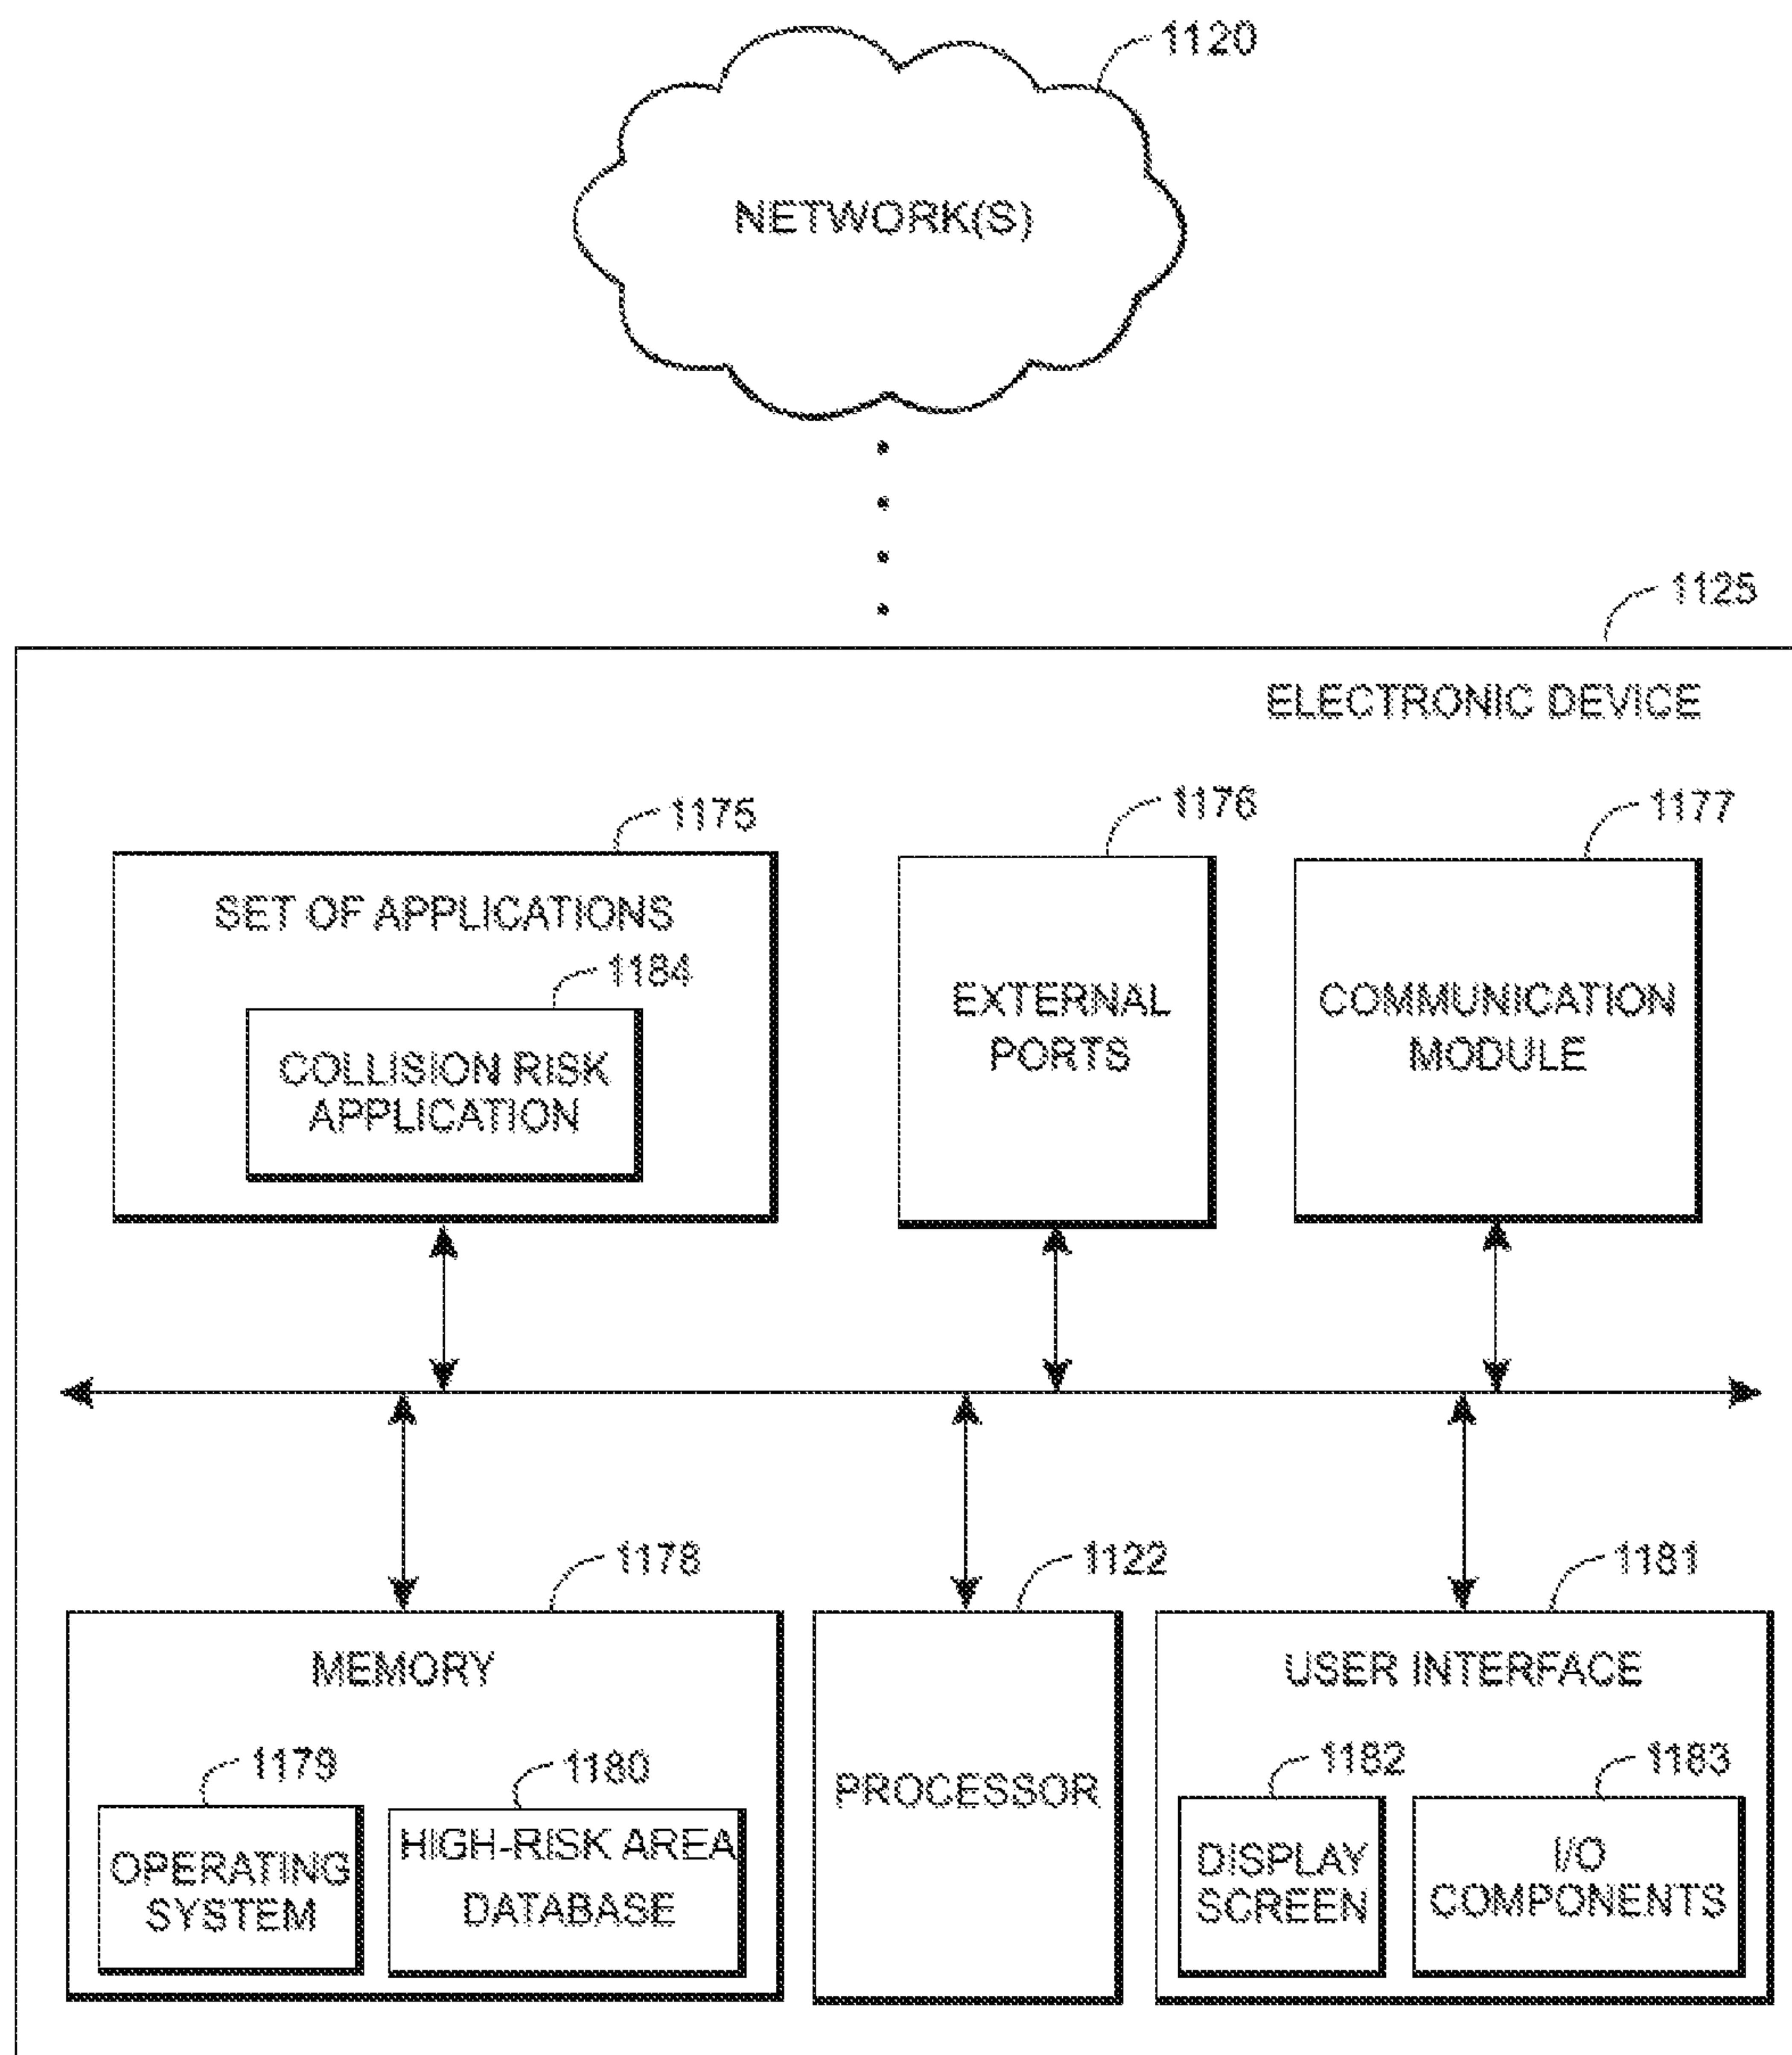 1120
NETWORK(S)
1125
ELECTRONIC DEVICE
1175
SET OF APPLICATIONS
1184
COLLISION RISK
APPLICATION
1176
EXTERNAL
PORTS
1177
COMMUNICATION
MODULE
1178
MEMORY
1179
OPERATING
SYSTEM
1180
HIGH-RISK AREA
DATABASE
1122
PROCESSOR
1181
USER INTERFACE
1182
DISPLAY
SCREEN
1183
I/O
COMPONENTS